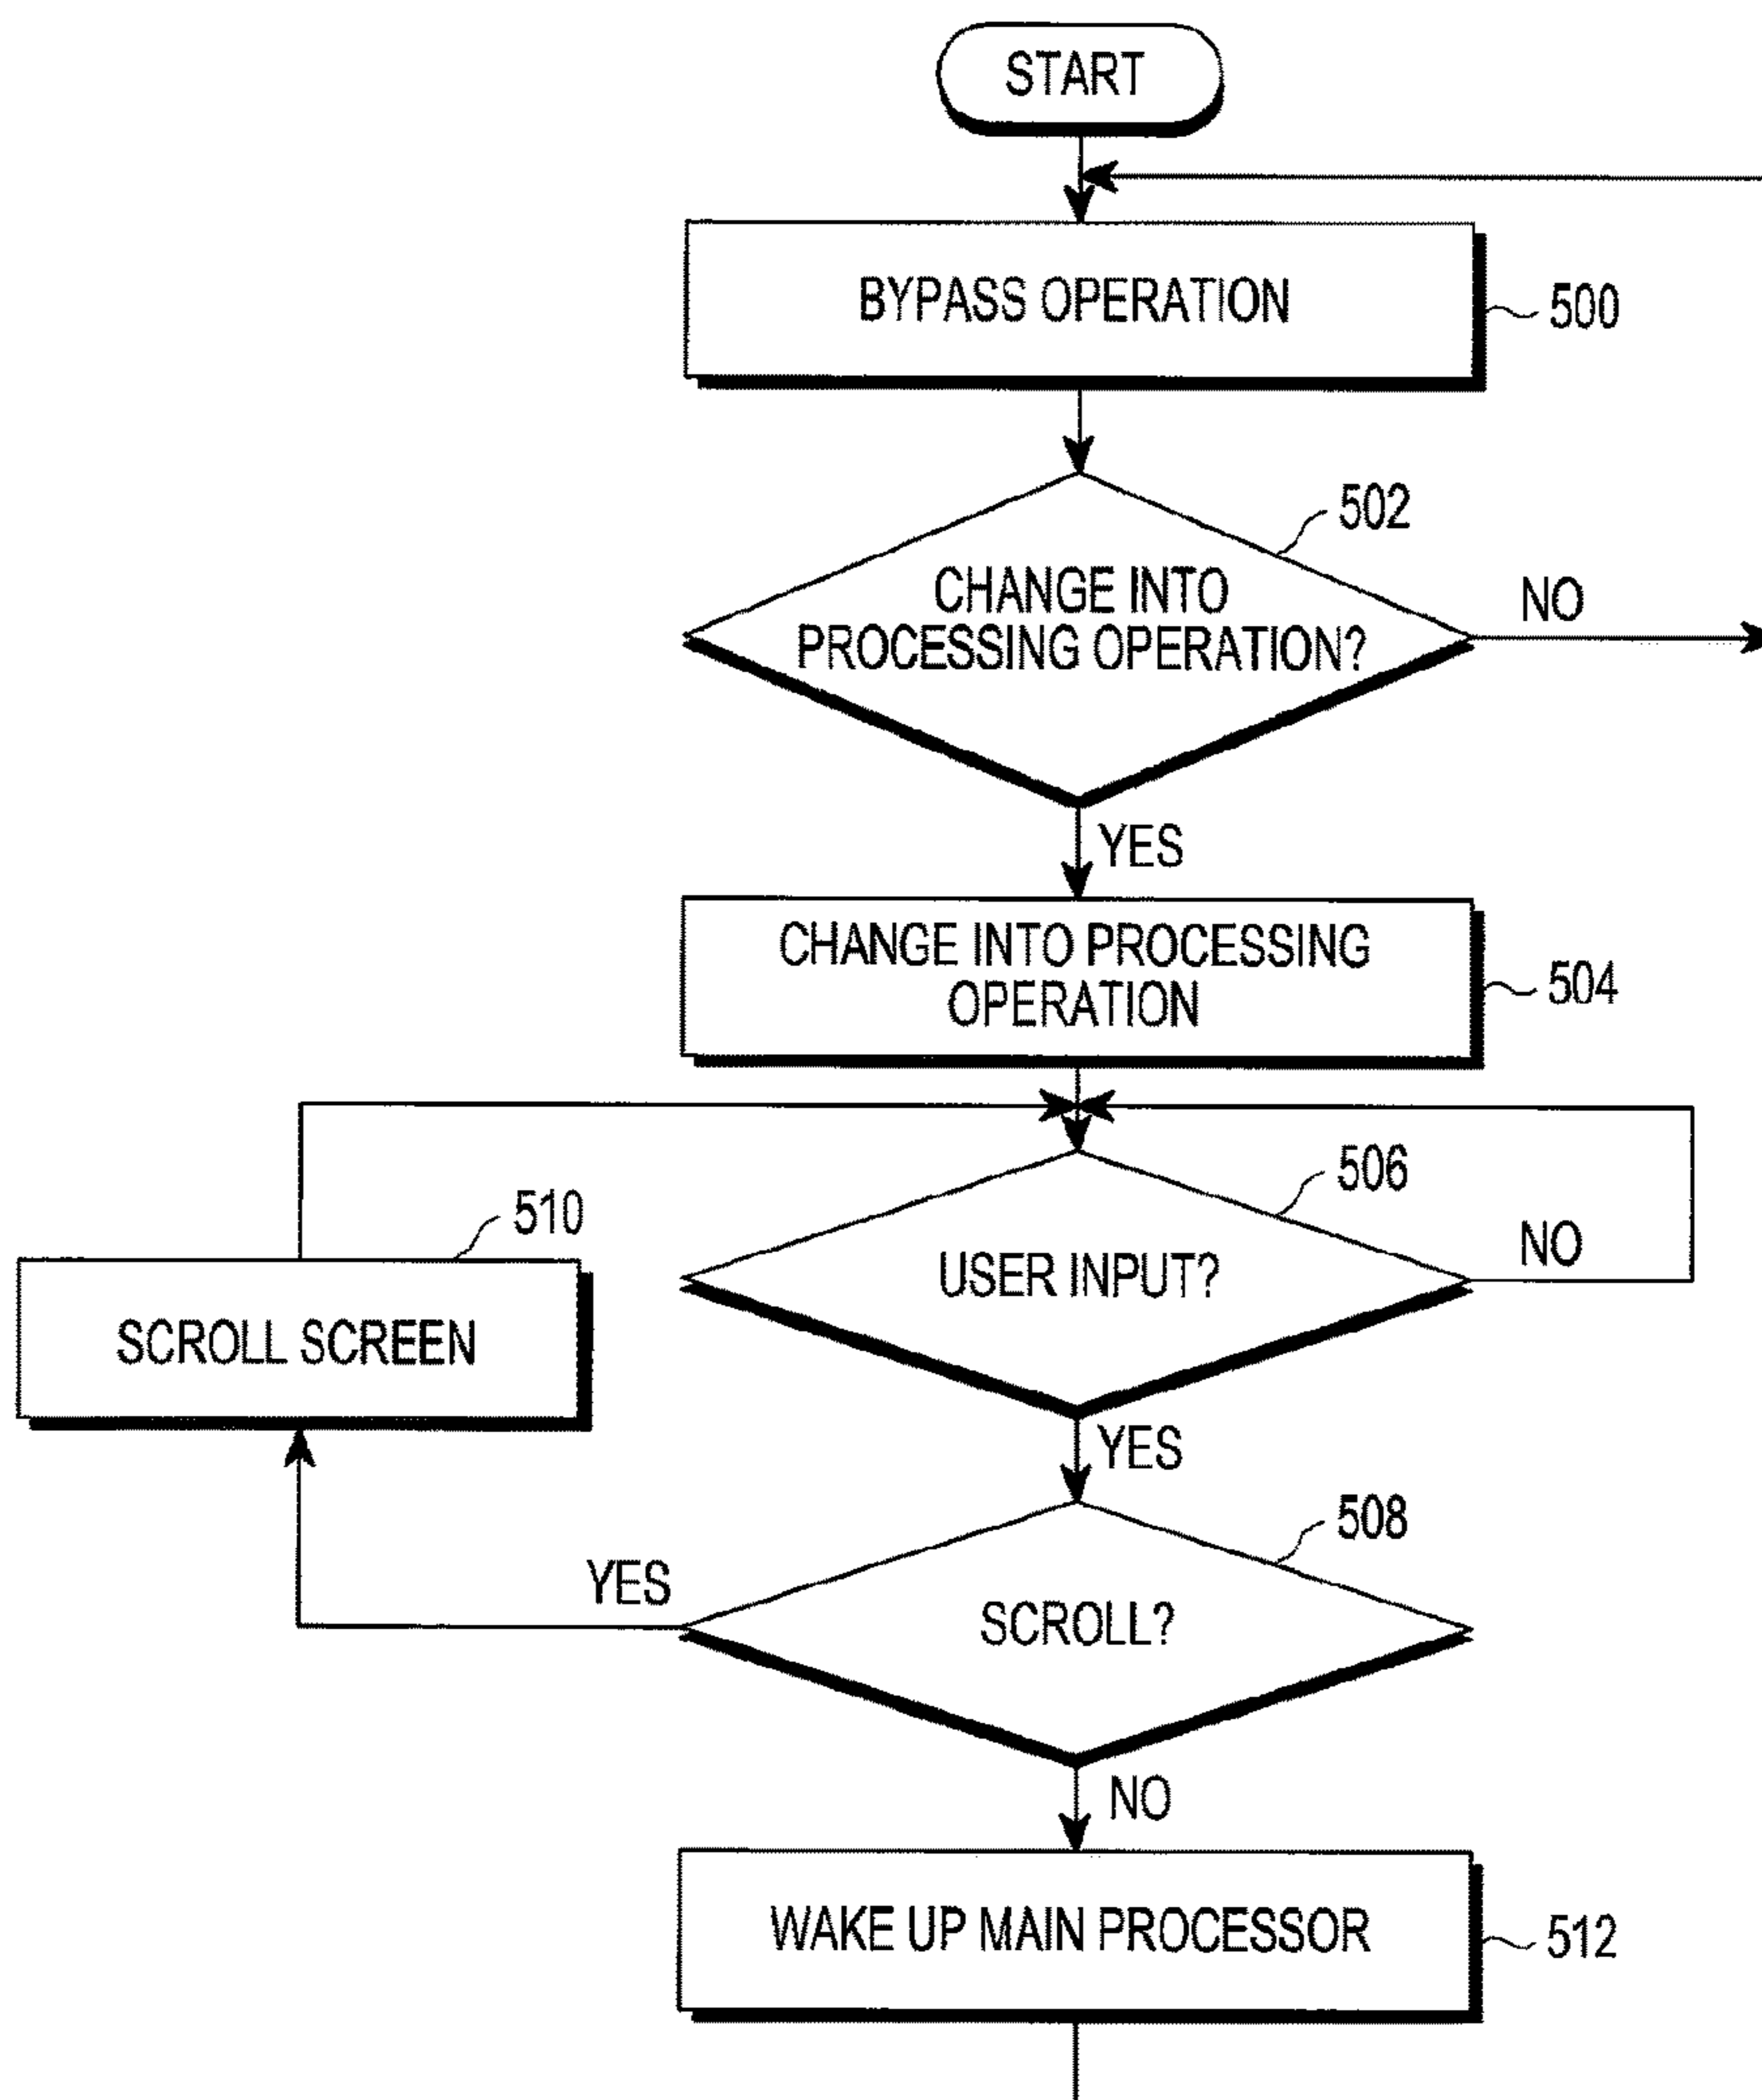 START
BYPASS OPERATION
500
502
CHANGE INTO
PROCESSING OPERATION?
NO
YES
CHANGE INTO PROCESSING
OPERATION
504
506
510
USER INPUT?
NO
SCROLL SCREEN
YES
508
YES
SCROLL?
NO
WAKE UP MAIN PROCESSOR
512